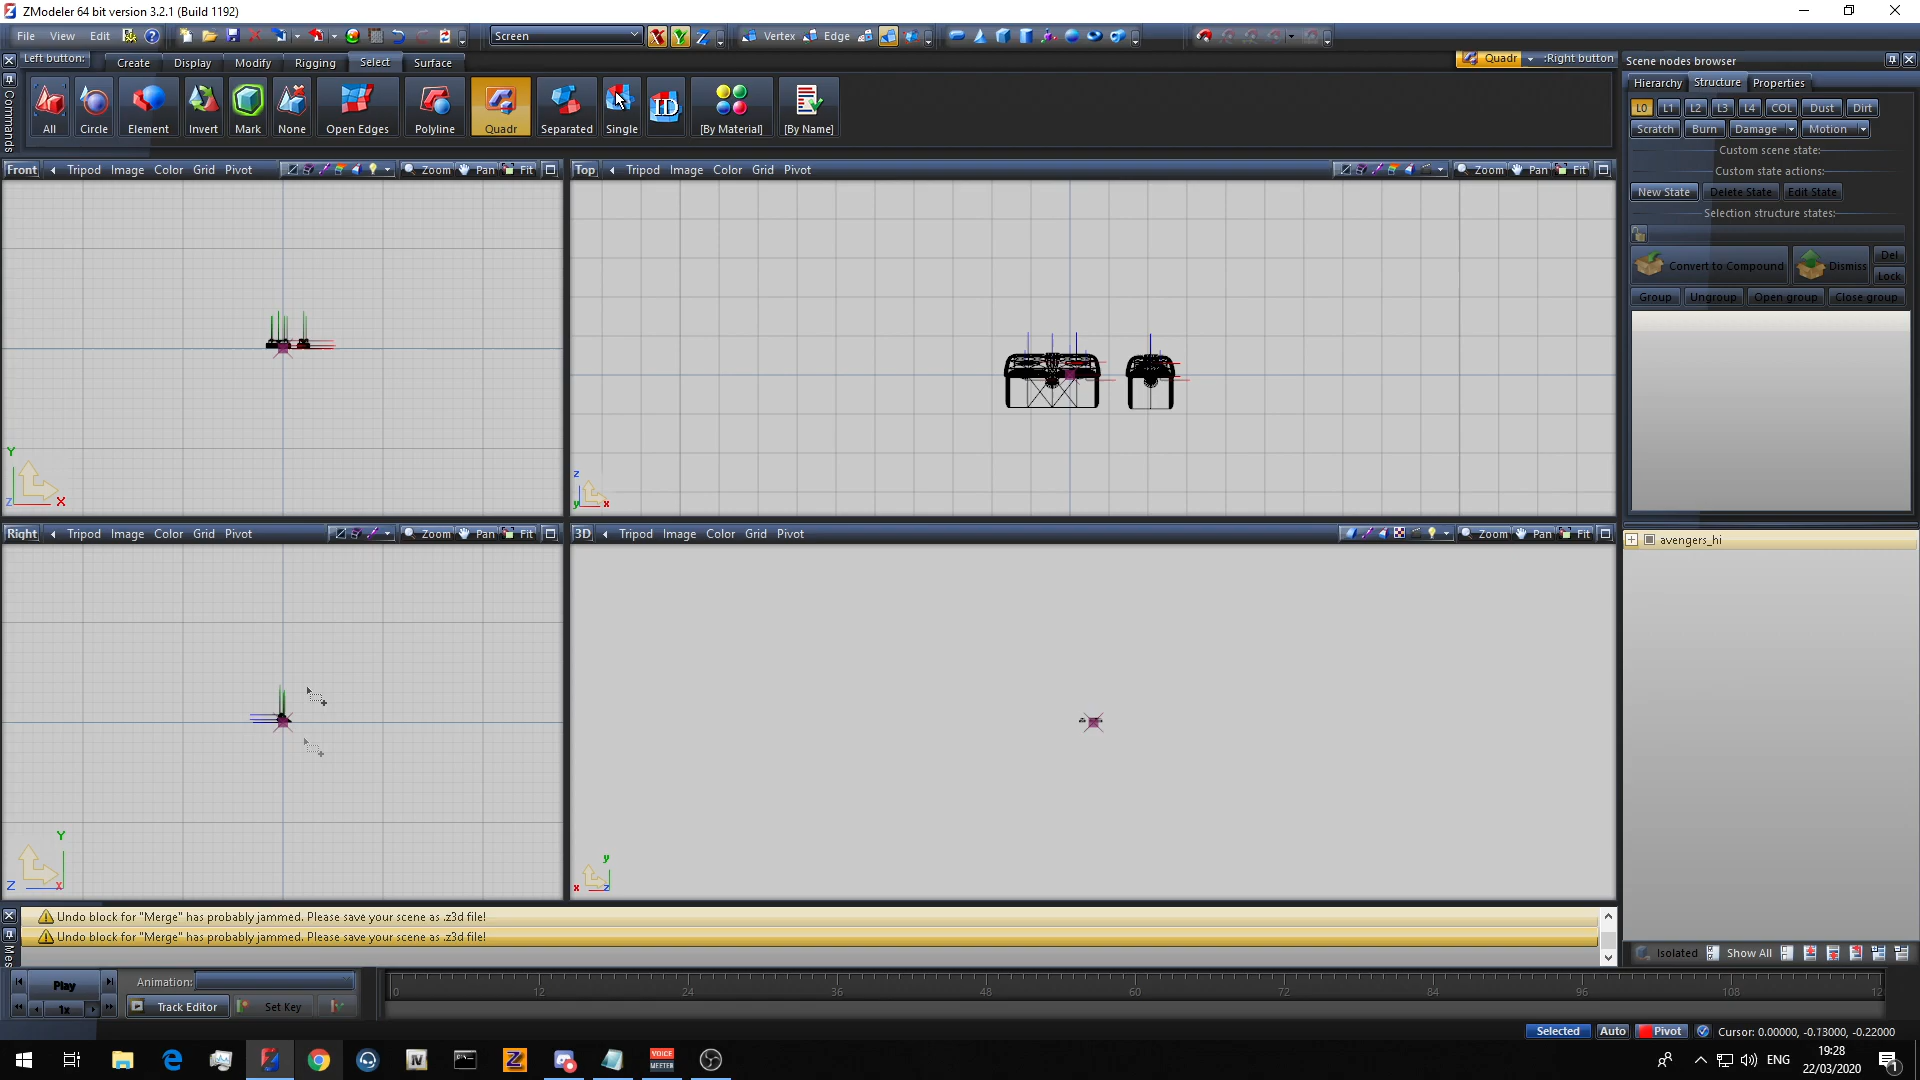 ZModeler 64 bit version 3.2.1 (Build 1192)
File View Edit Screen X Y Z Vertex Edge
Left button: Create Display Modify Rigging Select Surface Quadr :Right button
All Circle Element Invert Mark None Open Edges Polyline Quadr Separated Single ID [By Material] [By Name]
Commands
Front Tripod Image Color Grid Pivot Zoom Pan Fit
Top Tripod Image Color Grid Pivot Zoom Pan Fit
Y
Z X
z
y x
Right Tripod Image Color Grid Pivot Zoom Pan Fit
3D Tripod Image Color Grid Pivot Zoom Pan Fit
Y
Z X
y
x z
Scene nodes browser
Hierarchy Structure Properties
L0 L1 L2 L3 L4 COL Dust Dirt
Scratch Burn Damage Motion
Custom scene state:
Custom state actions:
New State Delete State Edit State
Selection structure states:
Convert to Compound Dismiss Del
Lock
Group Ungroup Open group Close group
avengers_hi
Isolated Show All
Undo block for "Merge" has probably jammed. Please save your scene as .z3d file!
Undo block for "Merge" has probably jammed. Please save your scene as .z3d file!
Mes
Play Animation:
1x Track Editor Set Key
0 12 24 36 48 60 72 84 96 108 12
Selected Auto Pivot Cursor: 0.00000, -0.13000, -0.22000
VOICE
MEETER
ENG
19:28
22/03/2020
1